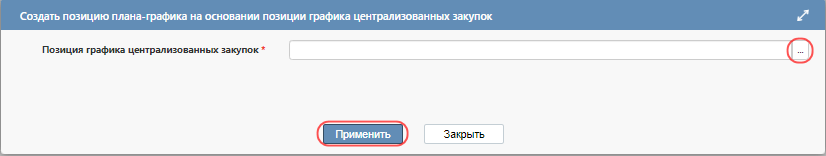 Создать позицию плана-графика на основании позиции графика централизованных закупок
Позиция графика централизованных закупок * ...
Применить Закрыть